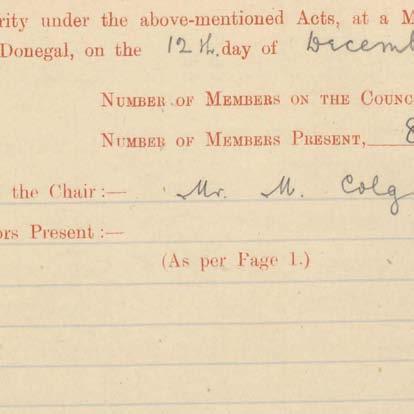 rity under the above-mentioned Acts, at a M
Donegal, on the 12th. day of Decemb
NUMBER OF MEMBERS ON THE COUNC
NUMBER OF MEMBERS PRESENT, 8
the Chair :— Mr. M. Colg
ors Present :—
(As per Page 1.)